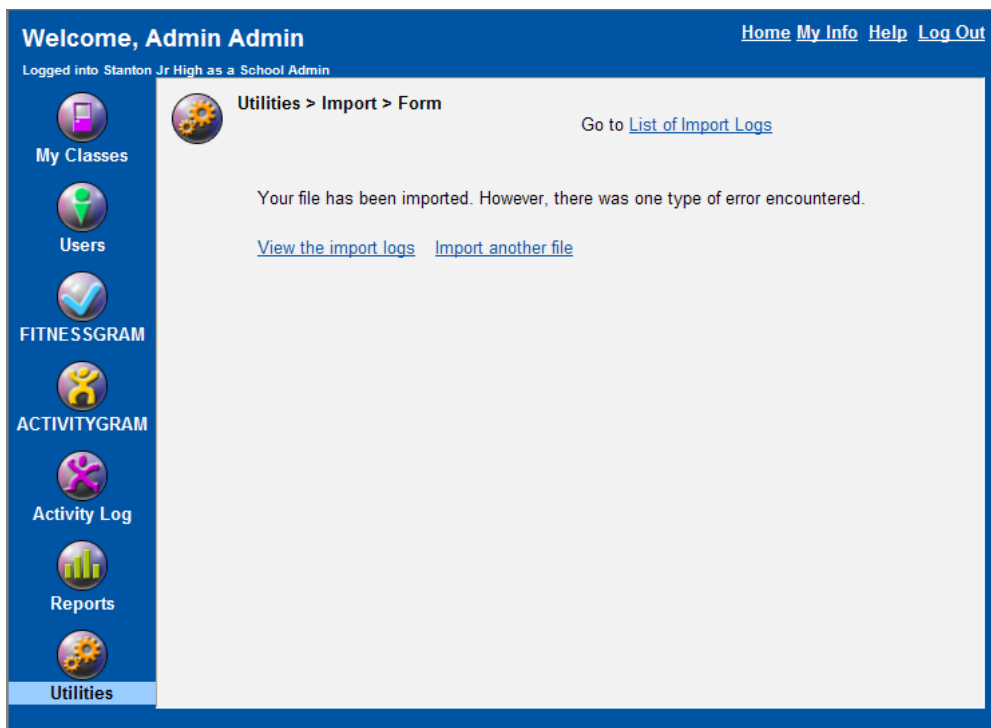 Welcome, Admin Admin
Home My Info Help Log Out
Logged into Stanton Jr High as a School Admin
Utilities > Import > Form
Go to List of Import Logs
My Classes
Your file has been imported. However, there was one type of error encountered.
View the import logs Import another file
Users
FITNESSGRAM
ACTIVITYGRAM
Activity Log
Reports
Utilities